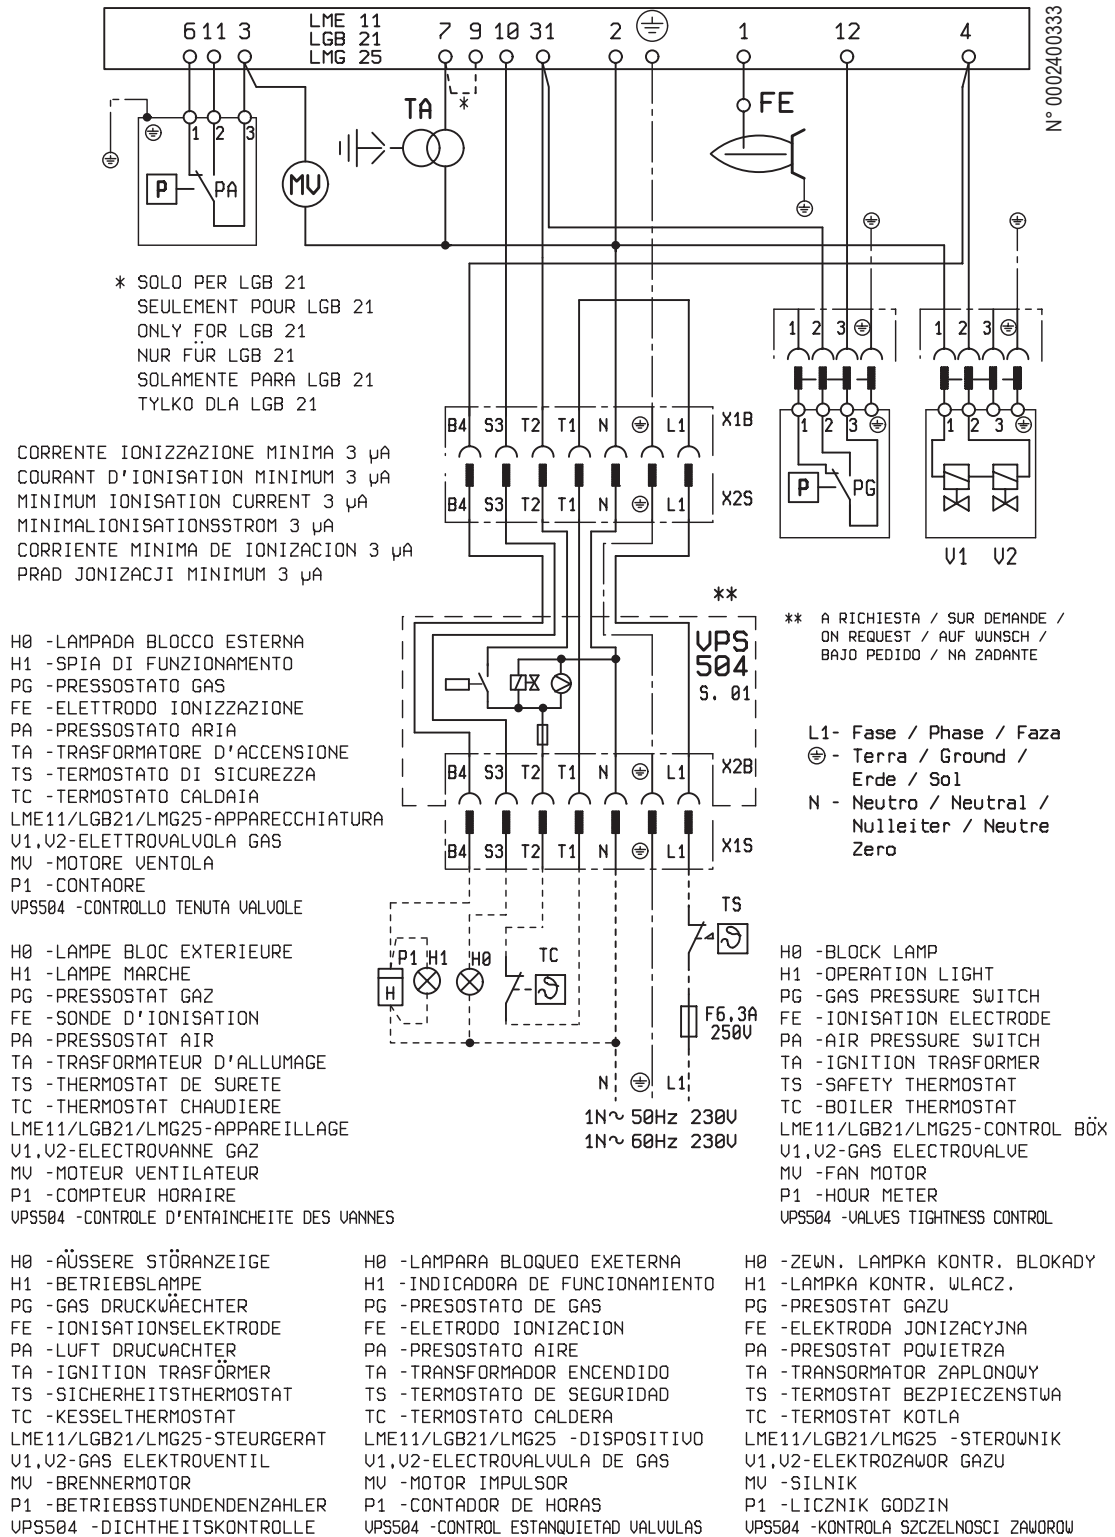 6 11 3 LME 11 7 9 10 31 2 1 12 4
LGB 21
LMG 25
N° 0002400333
TA * FE
1 2 3
P PA MV
* SOLO PER LGB 21
SEULEMENT POUR LGB 21
ONLY FOR LGB 21
NUR FÜR LGB 21
SOLAMENTE PARA LGB 21
TYLKO DLA LGB 21
1 2 3 1 2 3
B4 S3 T2 T1 N L1 X1B
1 2 3 1 2 3
CORRENTE IONIZZAZIONE MINIMA 3 µA
COURANT D'IONISATION MINIMUM 3 µA
MINIMUM IONISATION CURRENT 3 µA
MINIMALIONISATIONSSTROM 3 µA
CORRIENTE MINIMA DE IONIZACION 3 µA
PRAD JONIZACJI MINIMUM 3 µA
B4 S3 T2 T1 N L1 X2S
P PG
V1 V2
**
VPS
504
S. 01
** A RICHIESTA / SUR DEMANDE /
ON REQUEST / AUF WUNSCH /
BAJO PEDIDO / NA ZADANTE
L1- Fase / Phase / Faza
- Terra / Ground /
Erde / Sol
N - Neutro / Neutral /
Nulleiter / Neutre
Zero
B4 S3 T2 T1 N L1 X2B
B4 S3 T2 T1 N L1 X1S
H0 -LAMPADA BLOCCO ESTERNA
H1 -SPIA DI FUNZIONAMENTO
PG -PRESSOSTATO GAS
FE -ELETTRODO IONIZZAZIONE
PA -PRESSOSTATO ARIA
TA -TRASFORMATORE D'ACCENSIONE
TS -TERMOSTATO DI SICUREZZA
TC -TERMOSTATO CALDAIA
LME11/LGB21/LMG25-APPARECCHIATURA
V1,V2-ELETTROVALVOLA GAS
MV -MOTORE VENTOLA
P1 -CONTAORE
VPS504 -CONTROLLO TENUTA VALVOLE
TS
P1 H1 H0 TC
H
F6,3A
250V
N L1
1N~ 50Hz 230V
1N~ 60Hz 230V
H0 -LAMPE BLOC EXTERIEURE
H1 -LAMPE MARCHE
PG -PRESSOSTAT GAZ
FE -SONDE D'IONISATION
PA -PRESSOSTAT AIR
TA -TRASFORMATEUR D'ALLUMAGE
TS -THERMOSTAT DE SURETE
TC -THERMOSTAT CHAUDIERE
LME11/LGB21/LMG25-APPAREILLAGE
V1,V2-ELECTROVANNE GAZ
MV -MOTEUR VENTILATEUR
P1 -COMPTEUR HORAIRE
VPS504 -CONTROLE D'ENTAINCHEITE DES VANNES
H0 -BLOCK LAMP
H1 -OPERATION LIGHT
PG -GAS PRESSURE SWITCH
FE -IONISATION ELECTRODE
PA -AIR PRESSURE SWITCH
TA -IGNITION TRASFORMER
TS -SAFETY THERMOSTAT
TC -BOILER THERMOSTAT
LME11/LGB21/LMG25-CONTROL BÖX
V1,V2-GAS ELECTROVALVE
MV -FAN MOTOR
P1 -HOUR METER
VPS504 -VALVES TIGHTNESS CONTROL
H0 -AÜSSERE STÖRANZEIGE
H1 -BETRIEBSLAMPE
PG -GAS DRUCKWÄECHTER
FE -IONISATIONSELEKTRODE
PA -LUFT DRUCWACHTER
TA -IGNITION TRASFÖRMER
TS -SICHERHEITSTHERMOSTAT
TC -KESSELTHERMOSTAT
LME11/LGB21/LMG25-STEURGERAT
V1,V2-GAS ELEKTROVENTIL
MV -BRENNERMOTOR
P1 -BETRIEBSSTUNDENDENZAHLER
VPS504 -DICHTHEITSKONTROLLE
H0 -LAMPARA BLOQUEO EXETERNA
H1 -INDICADORA DE FUNCIONAMIENTO
PG -PRESOSTATO DE GAS
FE -ELETRODO IONIZACION
PA -PRESOSTATO AIRE
TA -TRANSFORMADOR ENCENDIDO
TS -TERMOSTATO DE SEGURIDAD
TC -TERMOSTATO CALDERA
LME11/LGB21/LMG25 -DISPOSITIVO
V1,V2-ELECTROVALVULA DE GAS
MV -MOTOR IMPULSOR
P1 -CONTADOR DE HORAS
VPS504 -CONTROL ESTANQUIETAD VALVULAS
H0 -ZEWN. LAMPKA KONTR. BLOKADY
H1 -LAMPKA KONTR. WLACZ.
PG -PRESOSTAT GAZU
FE -ELEKTRODA JONIZACYJNA
PA -PRESOSTAT POWIETRZA
TA -TRANSORMATOR ZAPLONOWY
TS -TERMOSTAT BEZPIECZENSTWA
TC -TERMOSTAT KOTLA
LME11/LGB21/LMG25 -STEROWNIK
V1,V2-ELEKTROZAWOR GAZU
MV -SILNIK
P1 -LICZNIK GODZIN
VPS504 -KONTROLA SZCZELNOSCI ZAWOROW